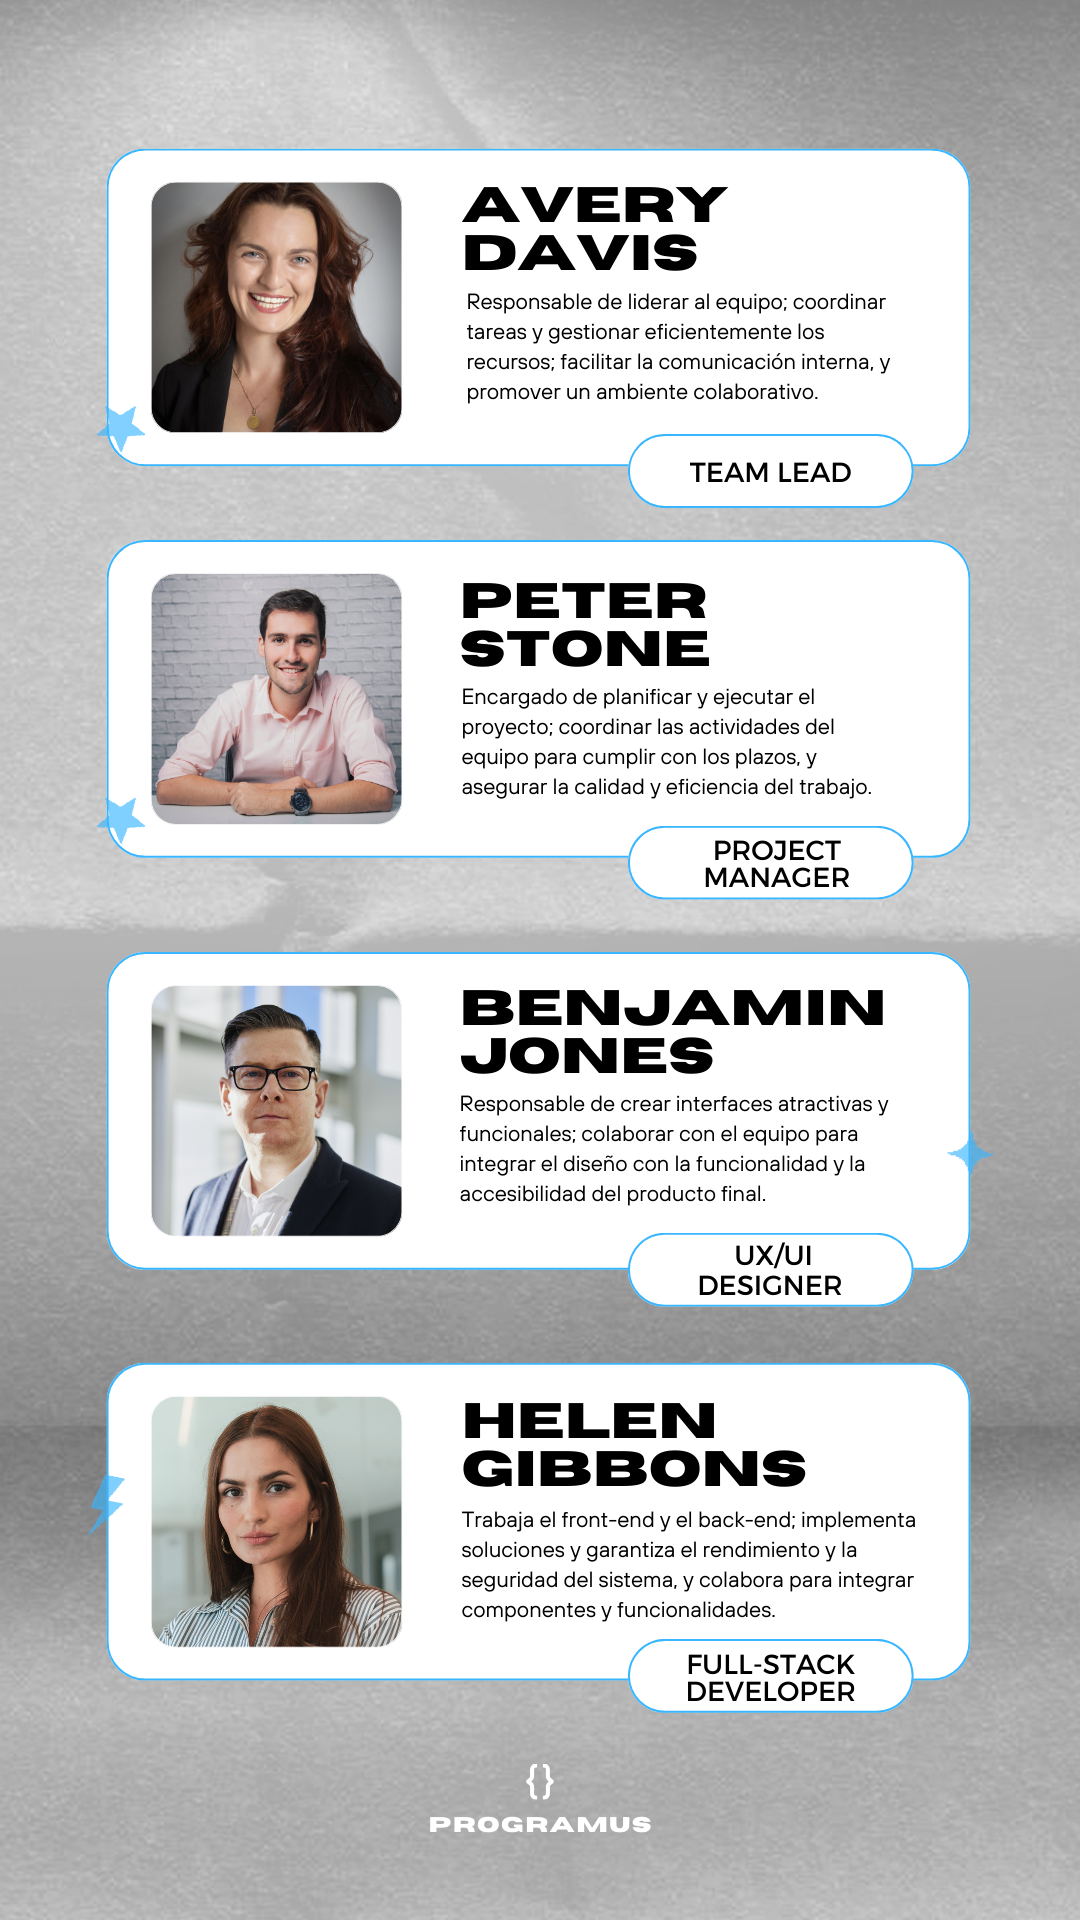 AVERY
DAVIS
Responsable de liderar al equipo; coordinar
tareas y gestionar eficientemente los
recursos; facilitar la comunicación interna, y
promover un ambiente colaborativo.
TEAM LEAD
PETER
STONE
Encargado de planificar y ejecutar el
proyecto; coordinar las actividades del
equipo para cumplir con los plazos, y
asegurar la calidad y eficiencia del trabajo.
PROJECT
MANAGER
BENJAMIN
JONES
Responsable de crear interfaces atractivas y
funcionales; colaborar con el equipo para
integrar el diseño con la funcionalidad y la
accesibilidad del producto final.
UX/UI
DESIGNER
HELEN
GIBBONS
Trabaja el front-end y el back-end; implementa
soluciones y garantiza el rendimiento y la
seguridad del sistema, y colabora para integrar
componentes y funcionalidades.
FULL-STACK
DEVELOPER
{}
PROGRAMUS